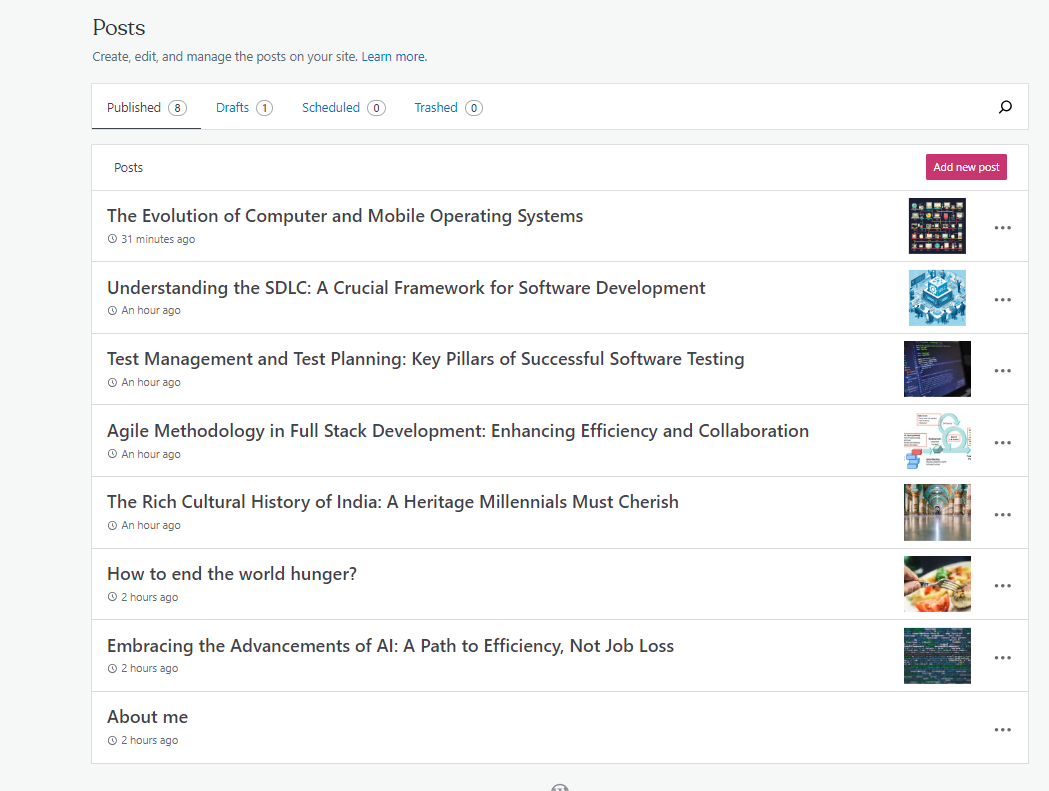 Posts
Create, edit, and manage the posts on your site. Learn more.
Published 8 Drafts 1 Scheduled 0 Trashed 0
Posts Add new post
The Evolution of Computer and Mobile Operating Systems
31 minutes ago
Understanding the SDLC: A Crucial Framework for Software Development
An hour ago
Test Management and Test Planning: Key Pillars of Successful Software Testing
An hour ago
Agile Methodology in Full Stack Development: Enhancing Efficiency and Collaboration
An hour ago
The Rich Cultural History of India: A Heritage Millennials Must Cherish
An hour ago
How to end the world hunger?
2 hours ago
Embracing the Advancements of AI: A Path to Efficiency, Not Job Loss
2 hours ago
About me
2 hours ago